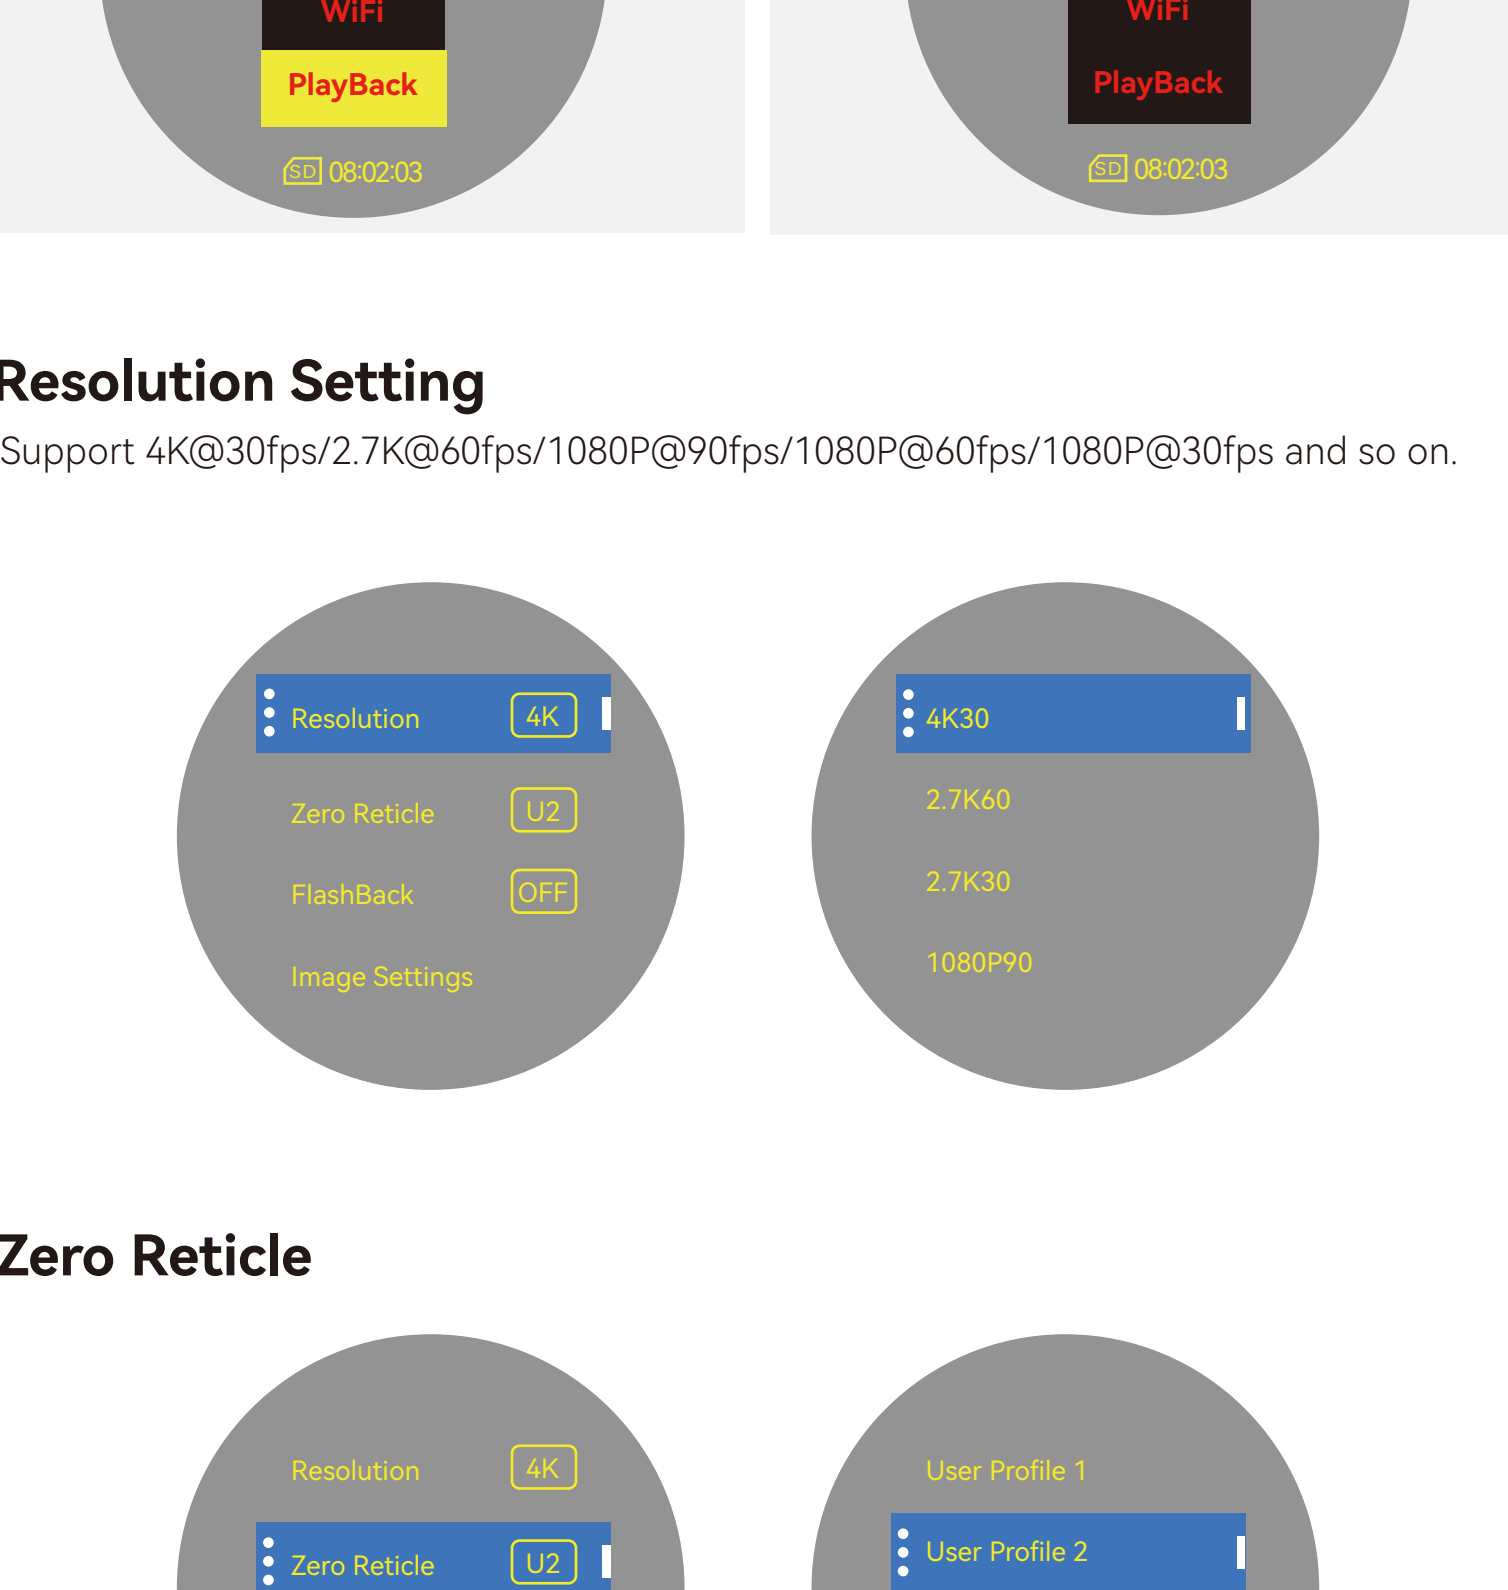 WiFi
PlayBack
SD 08:02:03
WiFi
PlayBack
SD 08:02:03
Resolution Setting
Support 4K@30fps/2.7K@60fps/1080P@90fps/1080P@60fps/1080P@30fps and so on.
Resolution 4K
Zero Reticle U2
FlashBack OFF
Image Settings
4K30
2.7K60
2.7K30
1080P90
Zero Reticle
Resolution 4K
Zero Reticle U2
User Profile 1
User Profile 2